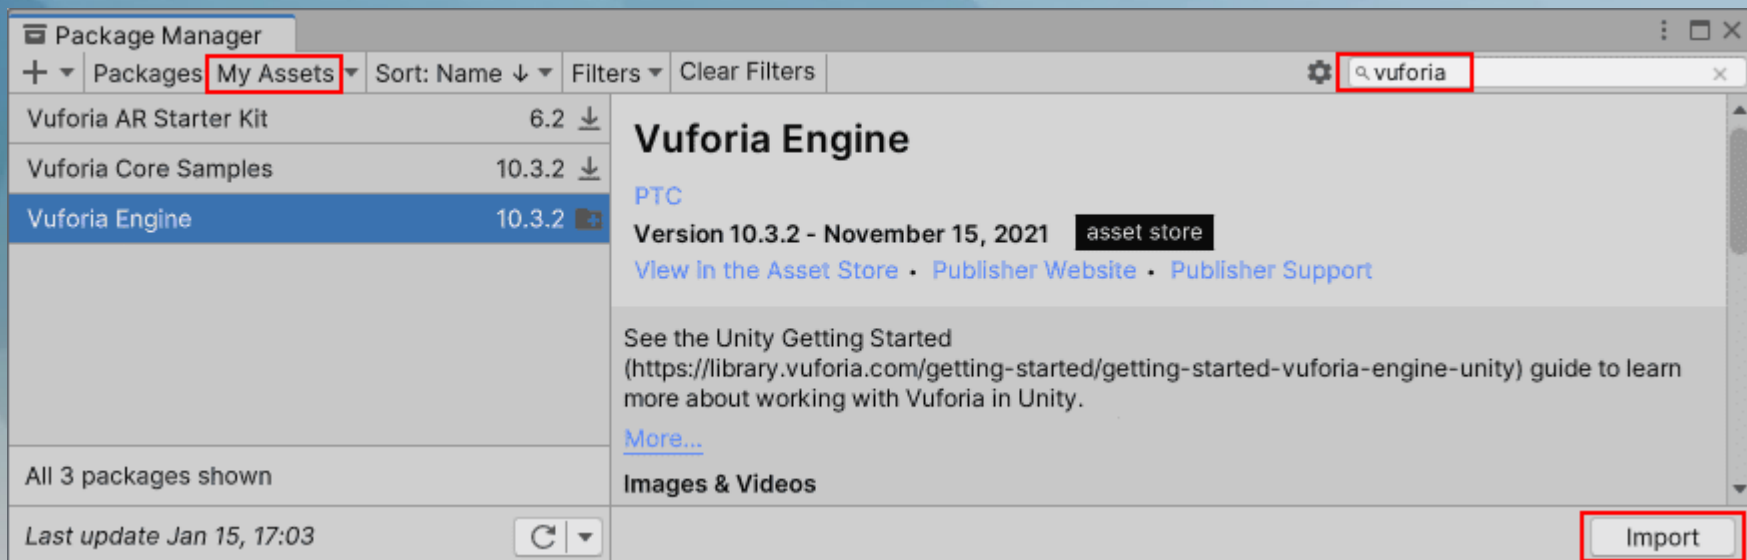 Package Manager
+ Packages My Assets Sort: Name ↓ Filters Clear Filters vuforia
Vuforia AR Starter Kit 6.2
Vuforia Core Samples 10.3.2
Vuforia Engine 10.3.2
All 3 packages shown
Last update Jan 15, 17:03
Vuforia Engine
PTC
Version 10.3.2 - November 15, 2021 asset store
View in the Asset Store • Publisher Website • Publisher Support
See the Unity Getting Started
(https://library.vuforia.com/getting-started/getting-started-vuforia-engine-unity) guide to learn
more about working with Vuforia in Unity.
More...
Images & Videos
Import